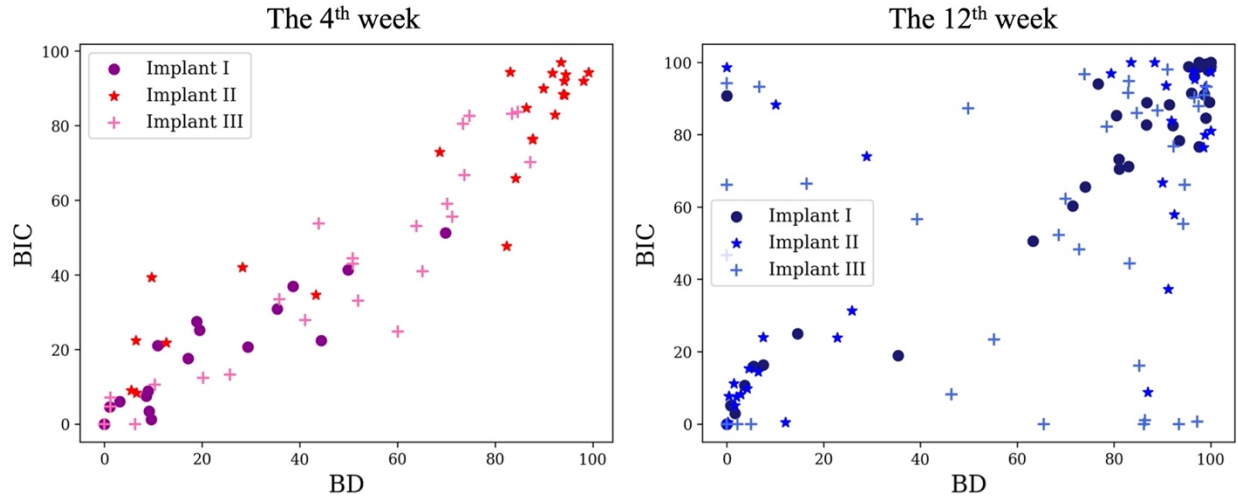 The 4th week
100
80
60
40
20
0
BIC
Implant I
Implant II
Implant III
0 20 40 60 80 100
BD
The 12th week
100
80
60
40
20
0
BIC
Implant I
Implant II
Implant III
0 20 40 60 80 100
BD